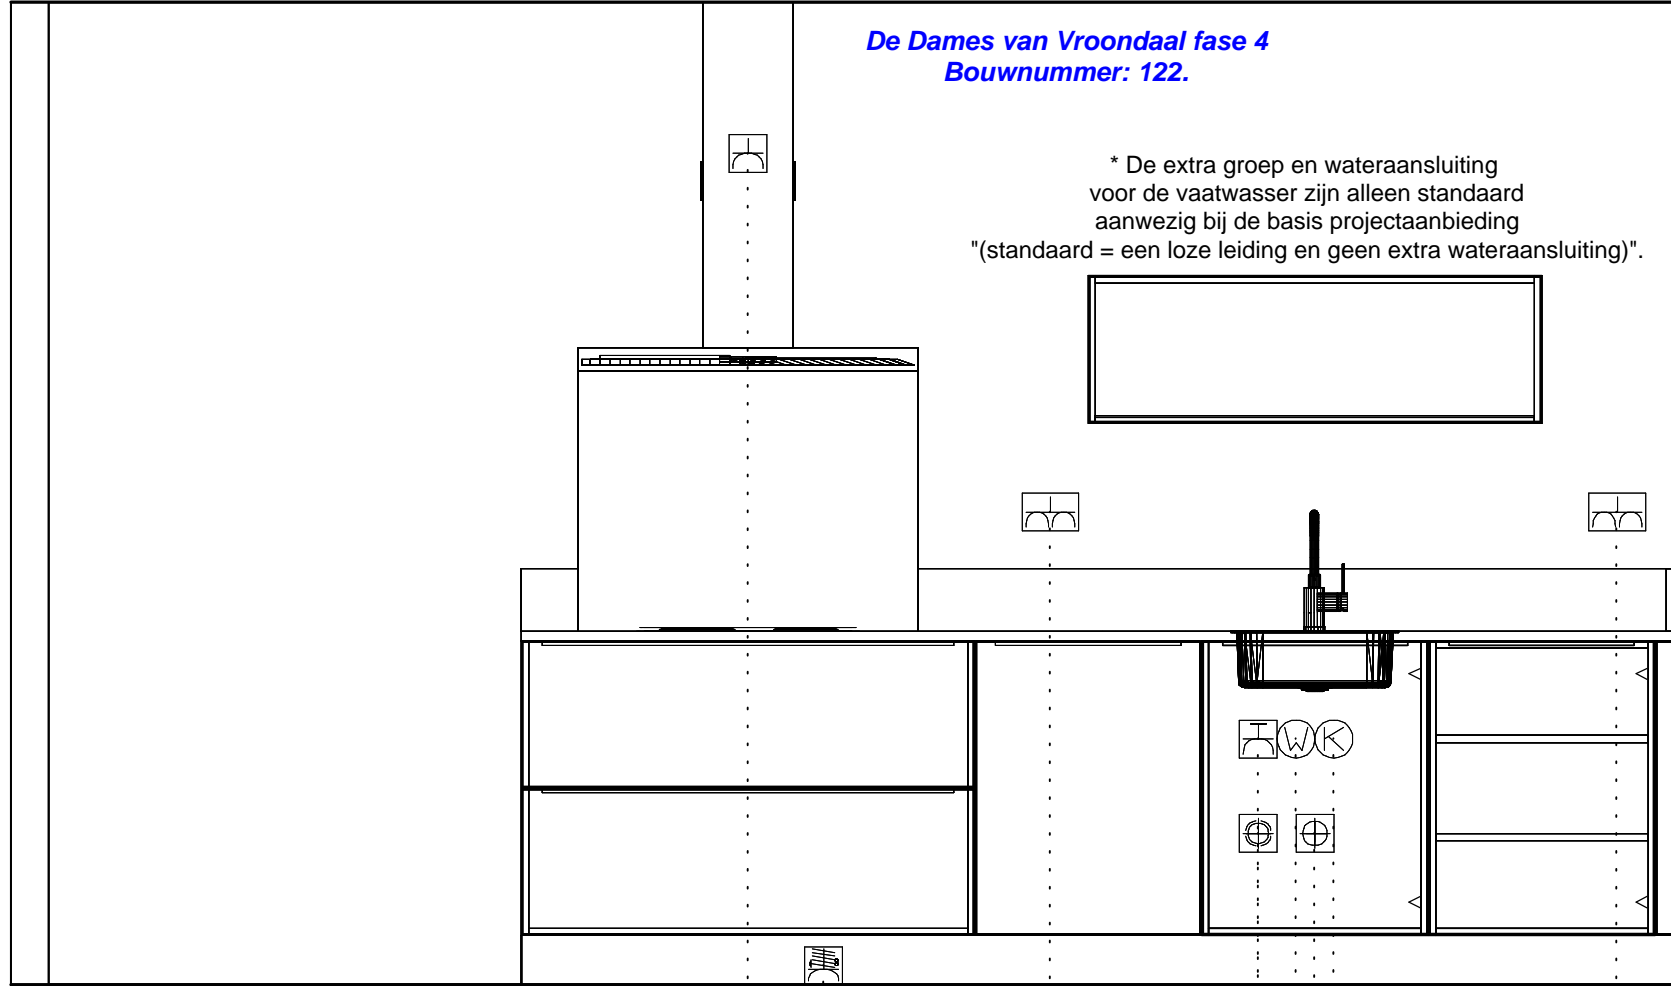 De Dames van Vroondaal fase 4
Bouwnummer: 122.
* De extra groep en wateraansluiting
voor de vaatwasser zijn alleen standaard
aanwezig bij de basis projectaanbieding
"(standaard = een loze leiding en geen extra wateraansluiting)".
W K